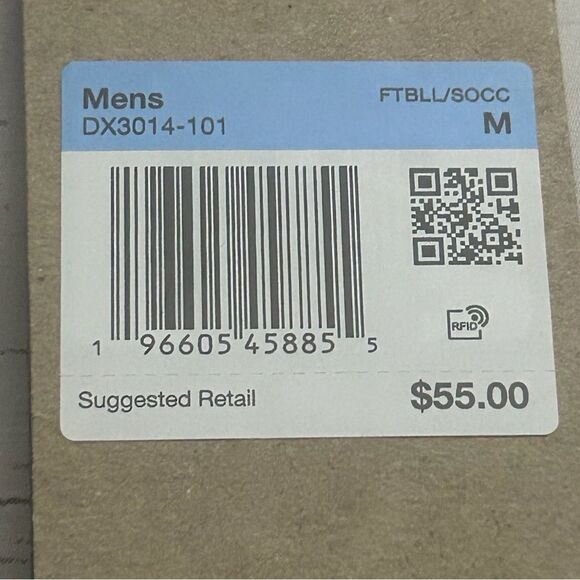 Mens FTBLL/SOCC
DX3014-101 M
1 96605 45885 5
RFID
Suggested Retail $55.00